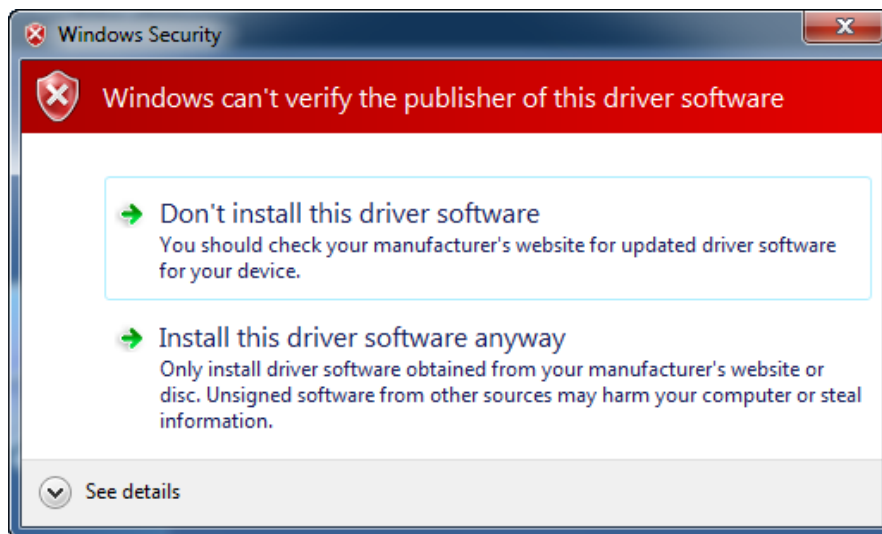 Windows Security
Windows can't verify the publisher of this driver software
Don't install this driver software
You should check your manufacturer's website for updated driver software
for your device.
Install this driver software anyway
Only install driver software obtained from your manufacturer's website or
disc. Unsigned software from other sources may harm your computer or steal
information.
See details